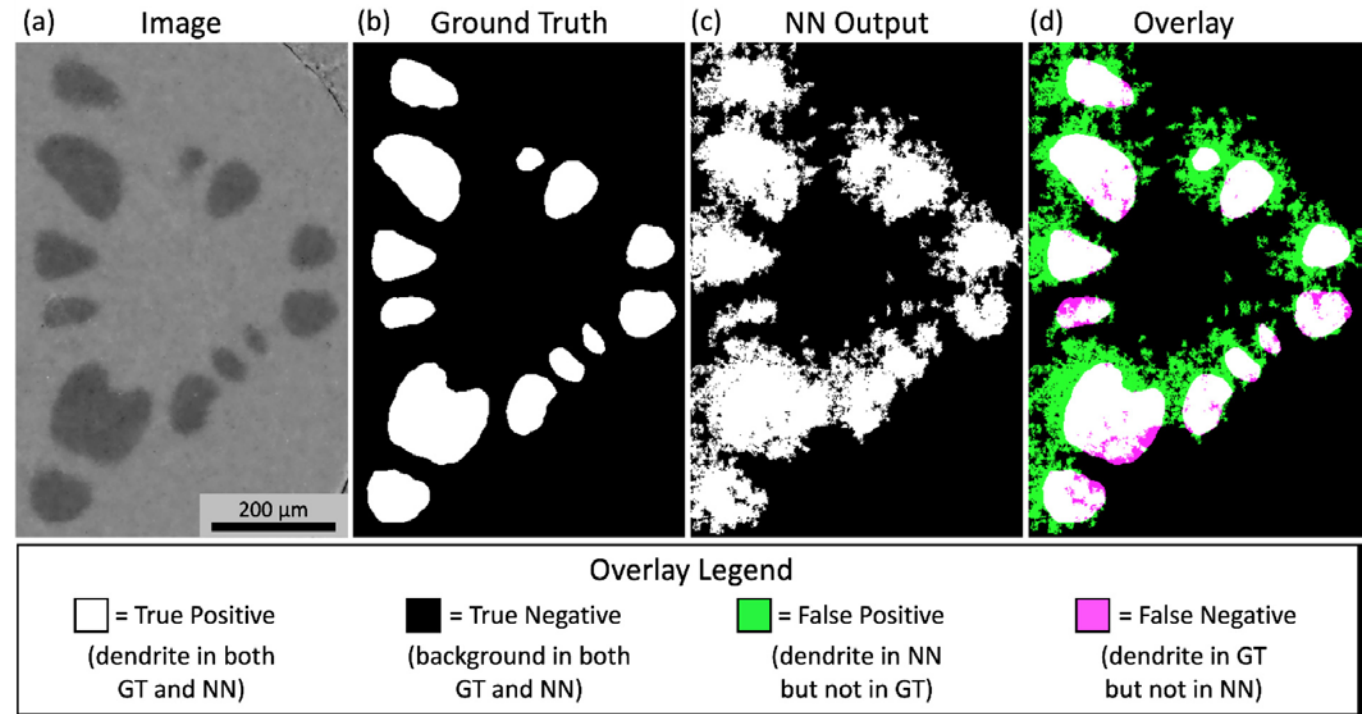 (a) Image (b) Ground Truth (c) NN Output (d) Overlay
200 µm
Overlay Legend
= True Positive = True Negative = False Positive = False Negative
(dendrite in both (background in both (dendrite in NN (dendrite in GT
GT and NN) GT and NN) but not in GT) but not in NN)